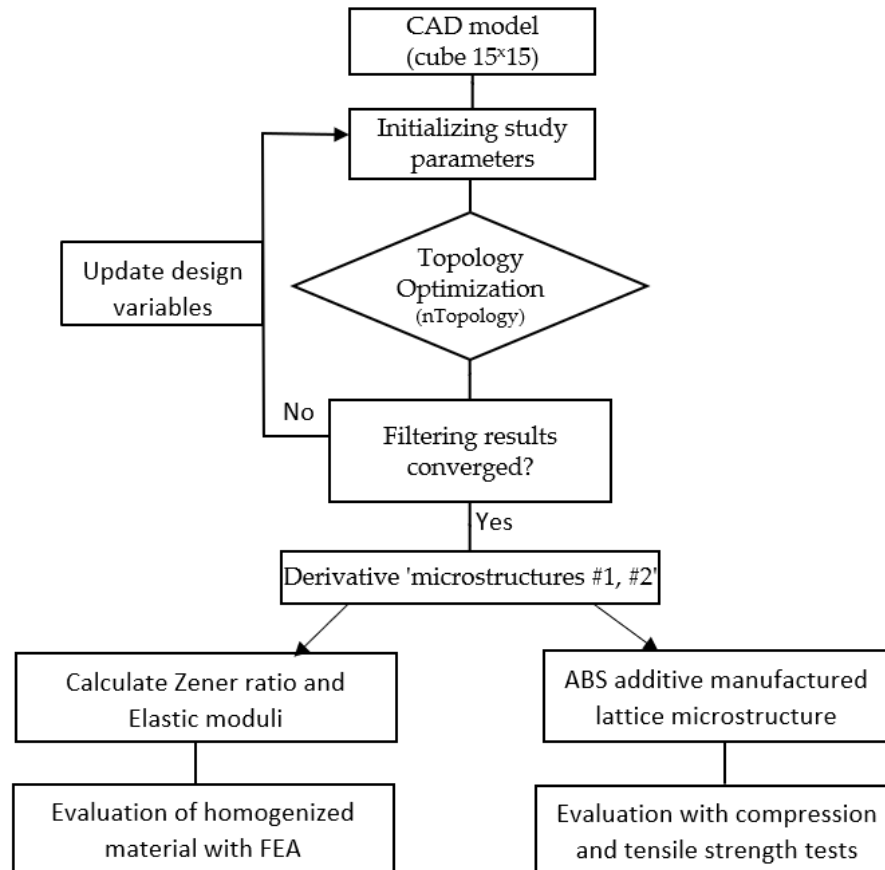 CAD model
(cube 15ˣ15)
Initializing study
parameters
Update design
variables
Topology
Optimization
(nTopology)
No
Filtering results
converged?
Yes
Derivative 'microstructures #1, #2'
Calculate Zener ratio and
Elastic moduli
ABS additive manufactured
lattice microstructure
Evaluation of homogenized
material with FEA
Evaluation with compression
and tensile strength tests